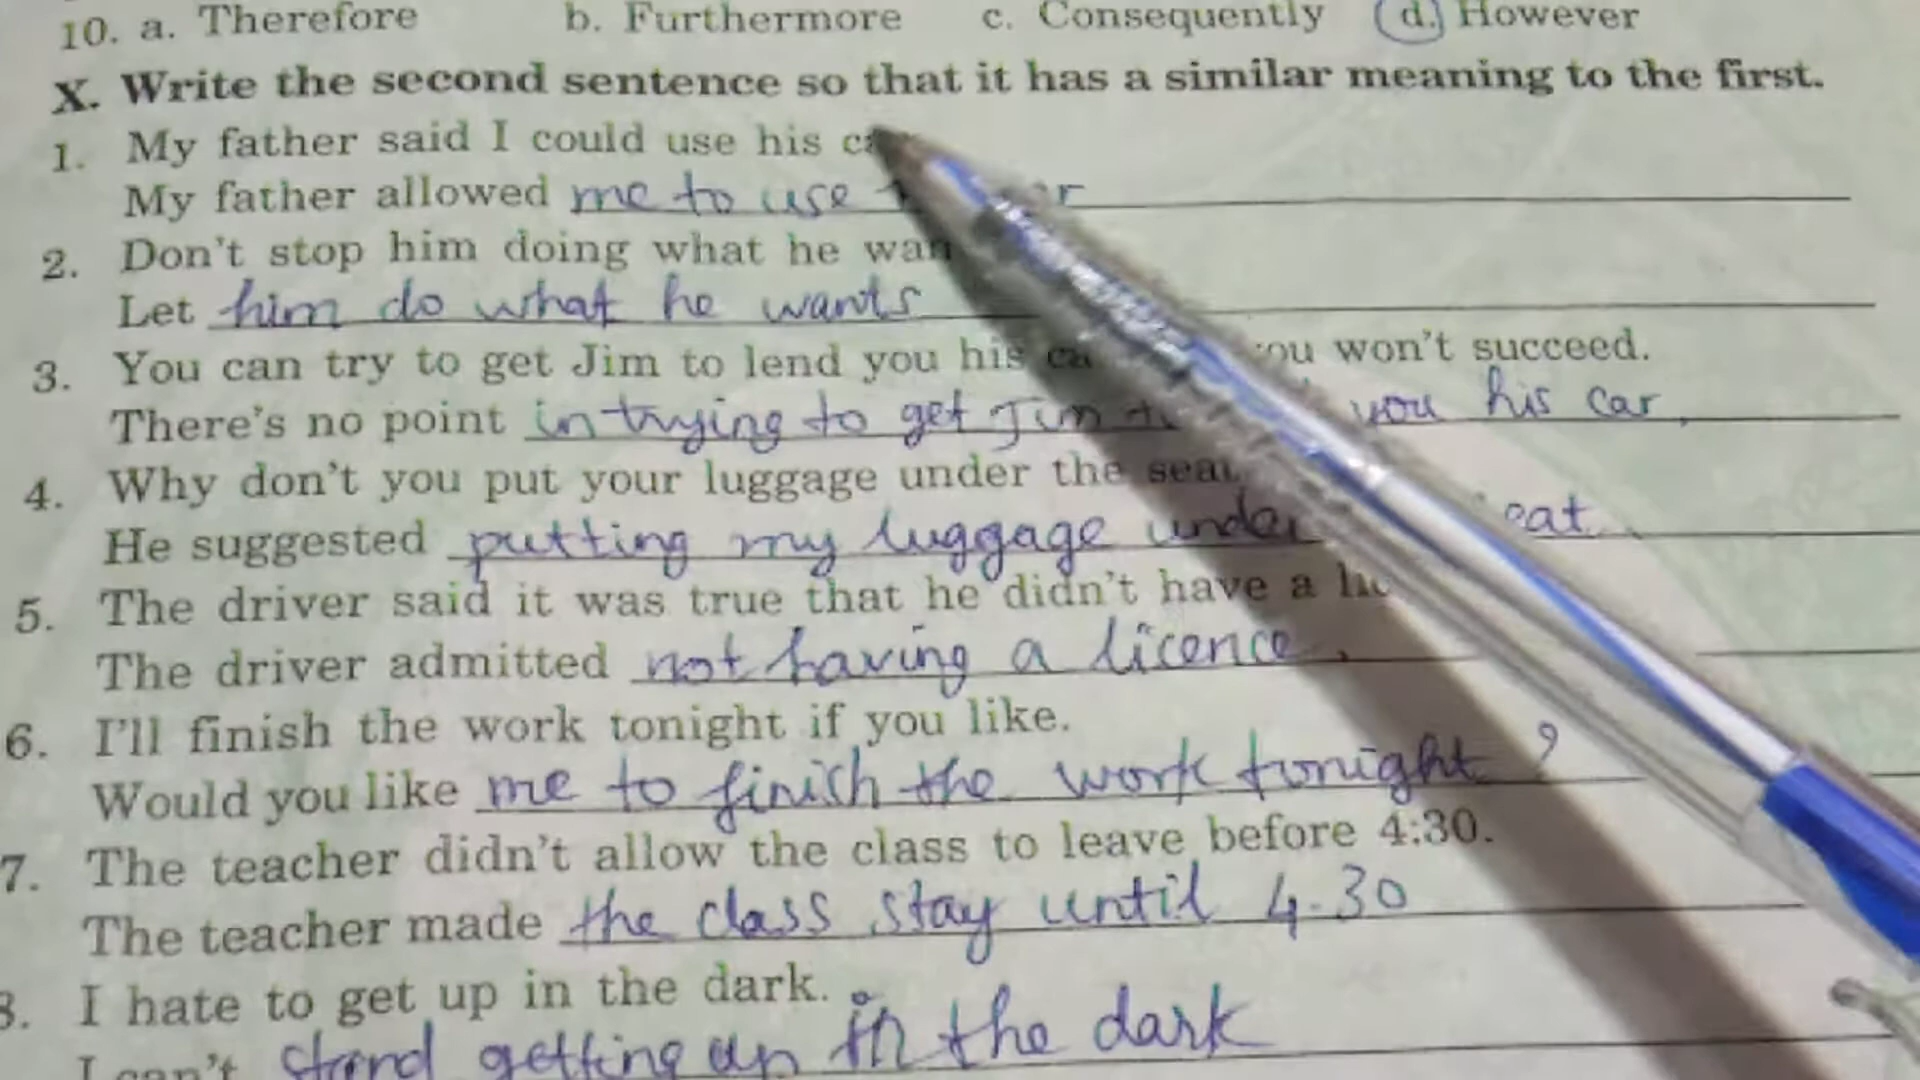 10. a. Therefore b. Furthermore c. Consequently d. However
X. Write the second sentence so that it has a similar meaning to the first.
1. My father said I could use his
My father allowed me to use
2. Don't stop him doing what he
Let him do what he wants
3. You can try to get Jim to lend you his won't succeed.
There's no point in trying to get Jim you his car.
4. Why don't you put your luggage under the seat
He suggested putting my luggage under
5. The driver said it was true that he didn't have a
The driver admitted not having a licence.
6. I'll finish the work tonight if you like.
Would you like me to finish the work tonight ?
7. The teacher didn't allow the class to leave before 4:30.
The teacher made the class stay until 4.30
I hate to get up in the dark.
I can't stand getting up in the dark